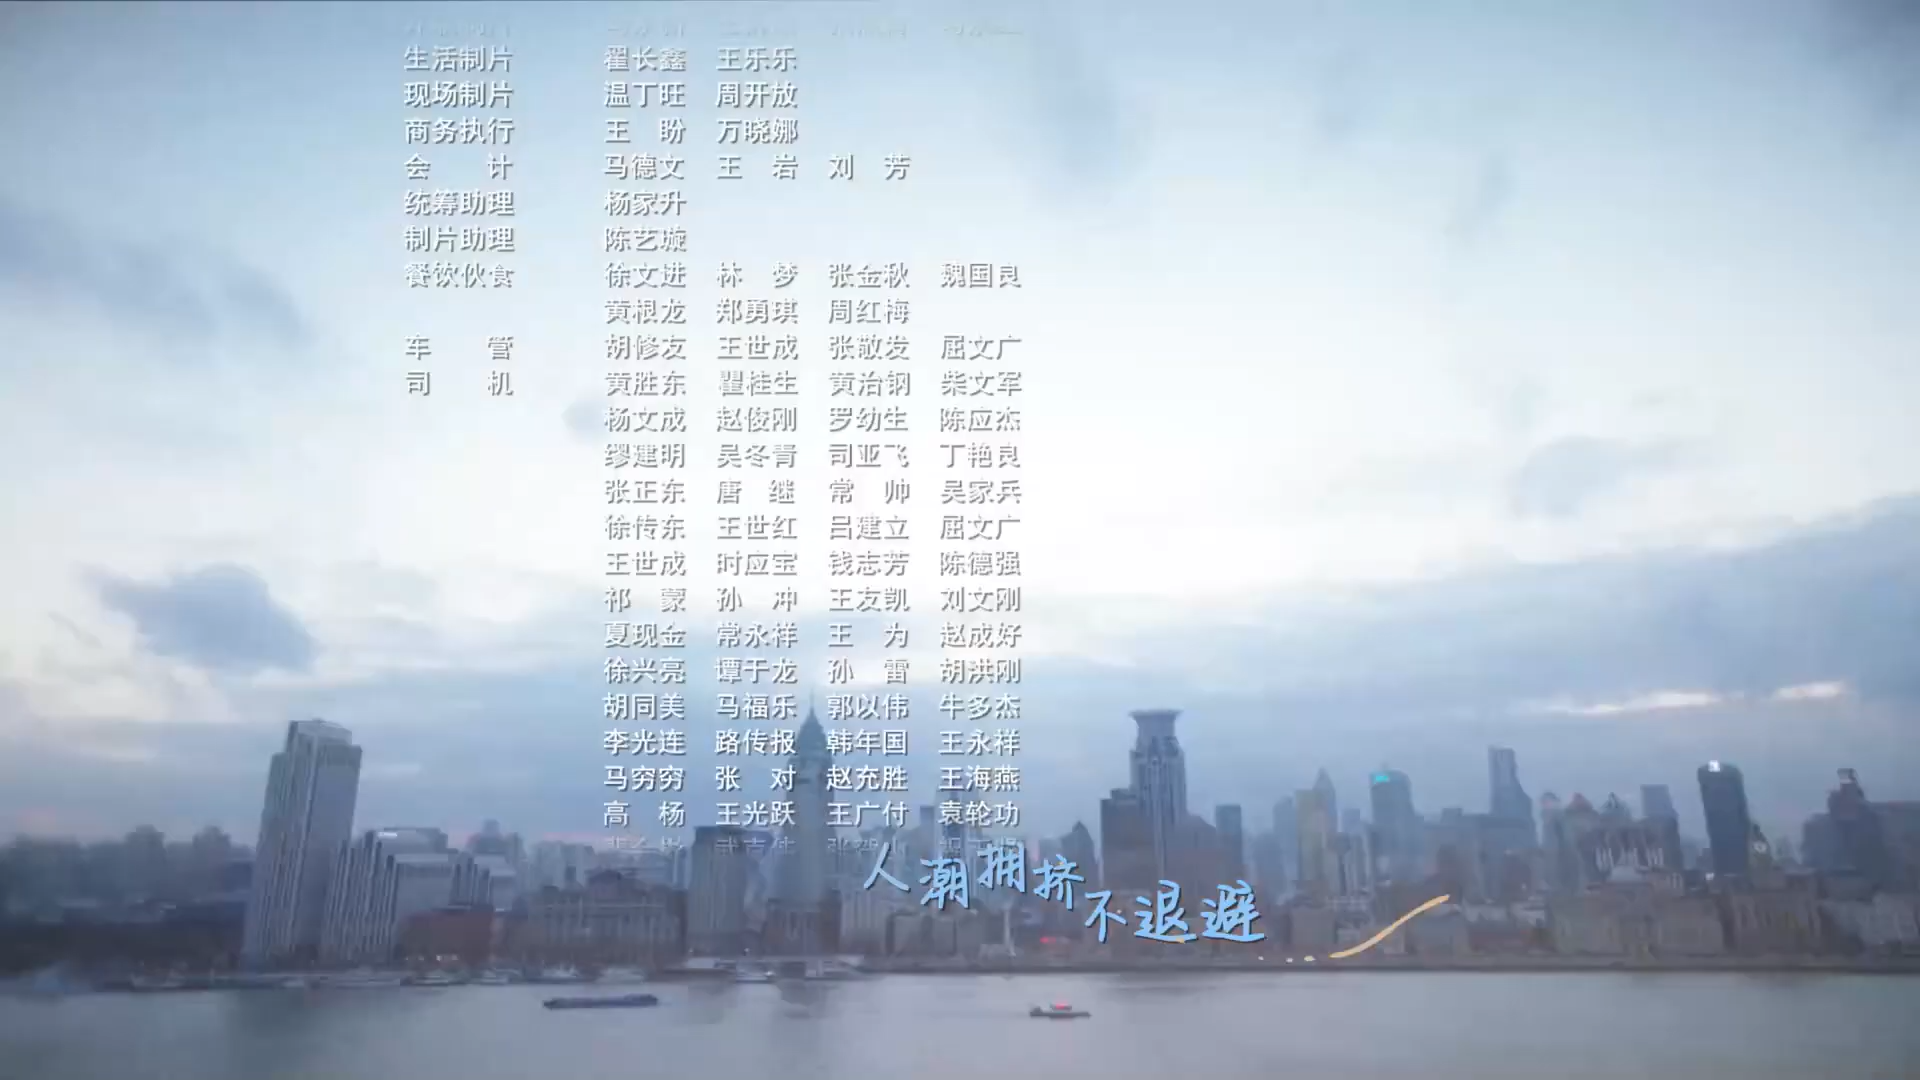 生活制片 翟长鑫 王乐乐
现场制片 温丁旺 周开放
商务执行 王 盼 万晓娜
会 计 马德文 王 岩 刘 芳
统筹助理 杨家升
制片助理 陈艺璇
餐饮伙食 徐文进 林 梦 张金秋 魏国良
黄根龙 郑勇琪 周红梅
车 管 胡修友 王世成 张敬发 屈文广
司 机 黄胜东 瞿桂生 黄治钢 柴文军
杨文成 赵俊刚 罗幼生 陈应杰
缪建明 吴冬青 司亚飞 丁艳良
张正东 唐 继 常 帅 吴家兵
徐传东 王世红 吕建立 屈文广
王世成 时应宝 钱志芳 陈德强
祁 蒙 孙 冲 王友凯 刘文刚
夏现金 常永祥 王 为 赵成好
徐兴亮 谭于龙 孙 雷 胡洪刚
胡同美 马福乐 郭以伟 牛多杰
李光连 路传报 韩年国 王永祥
马穷穷 张 对 赵充胜 王海燕
高 杨 王光跃 王广付 袁轮功
人潮拥挤不退避